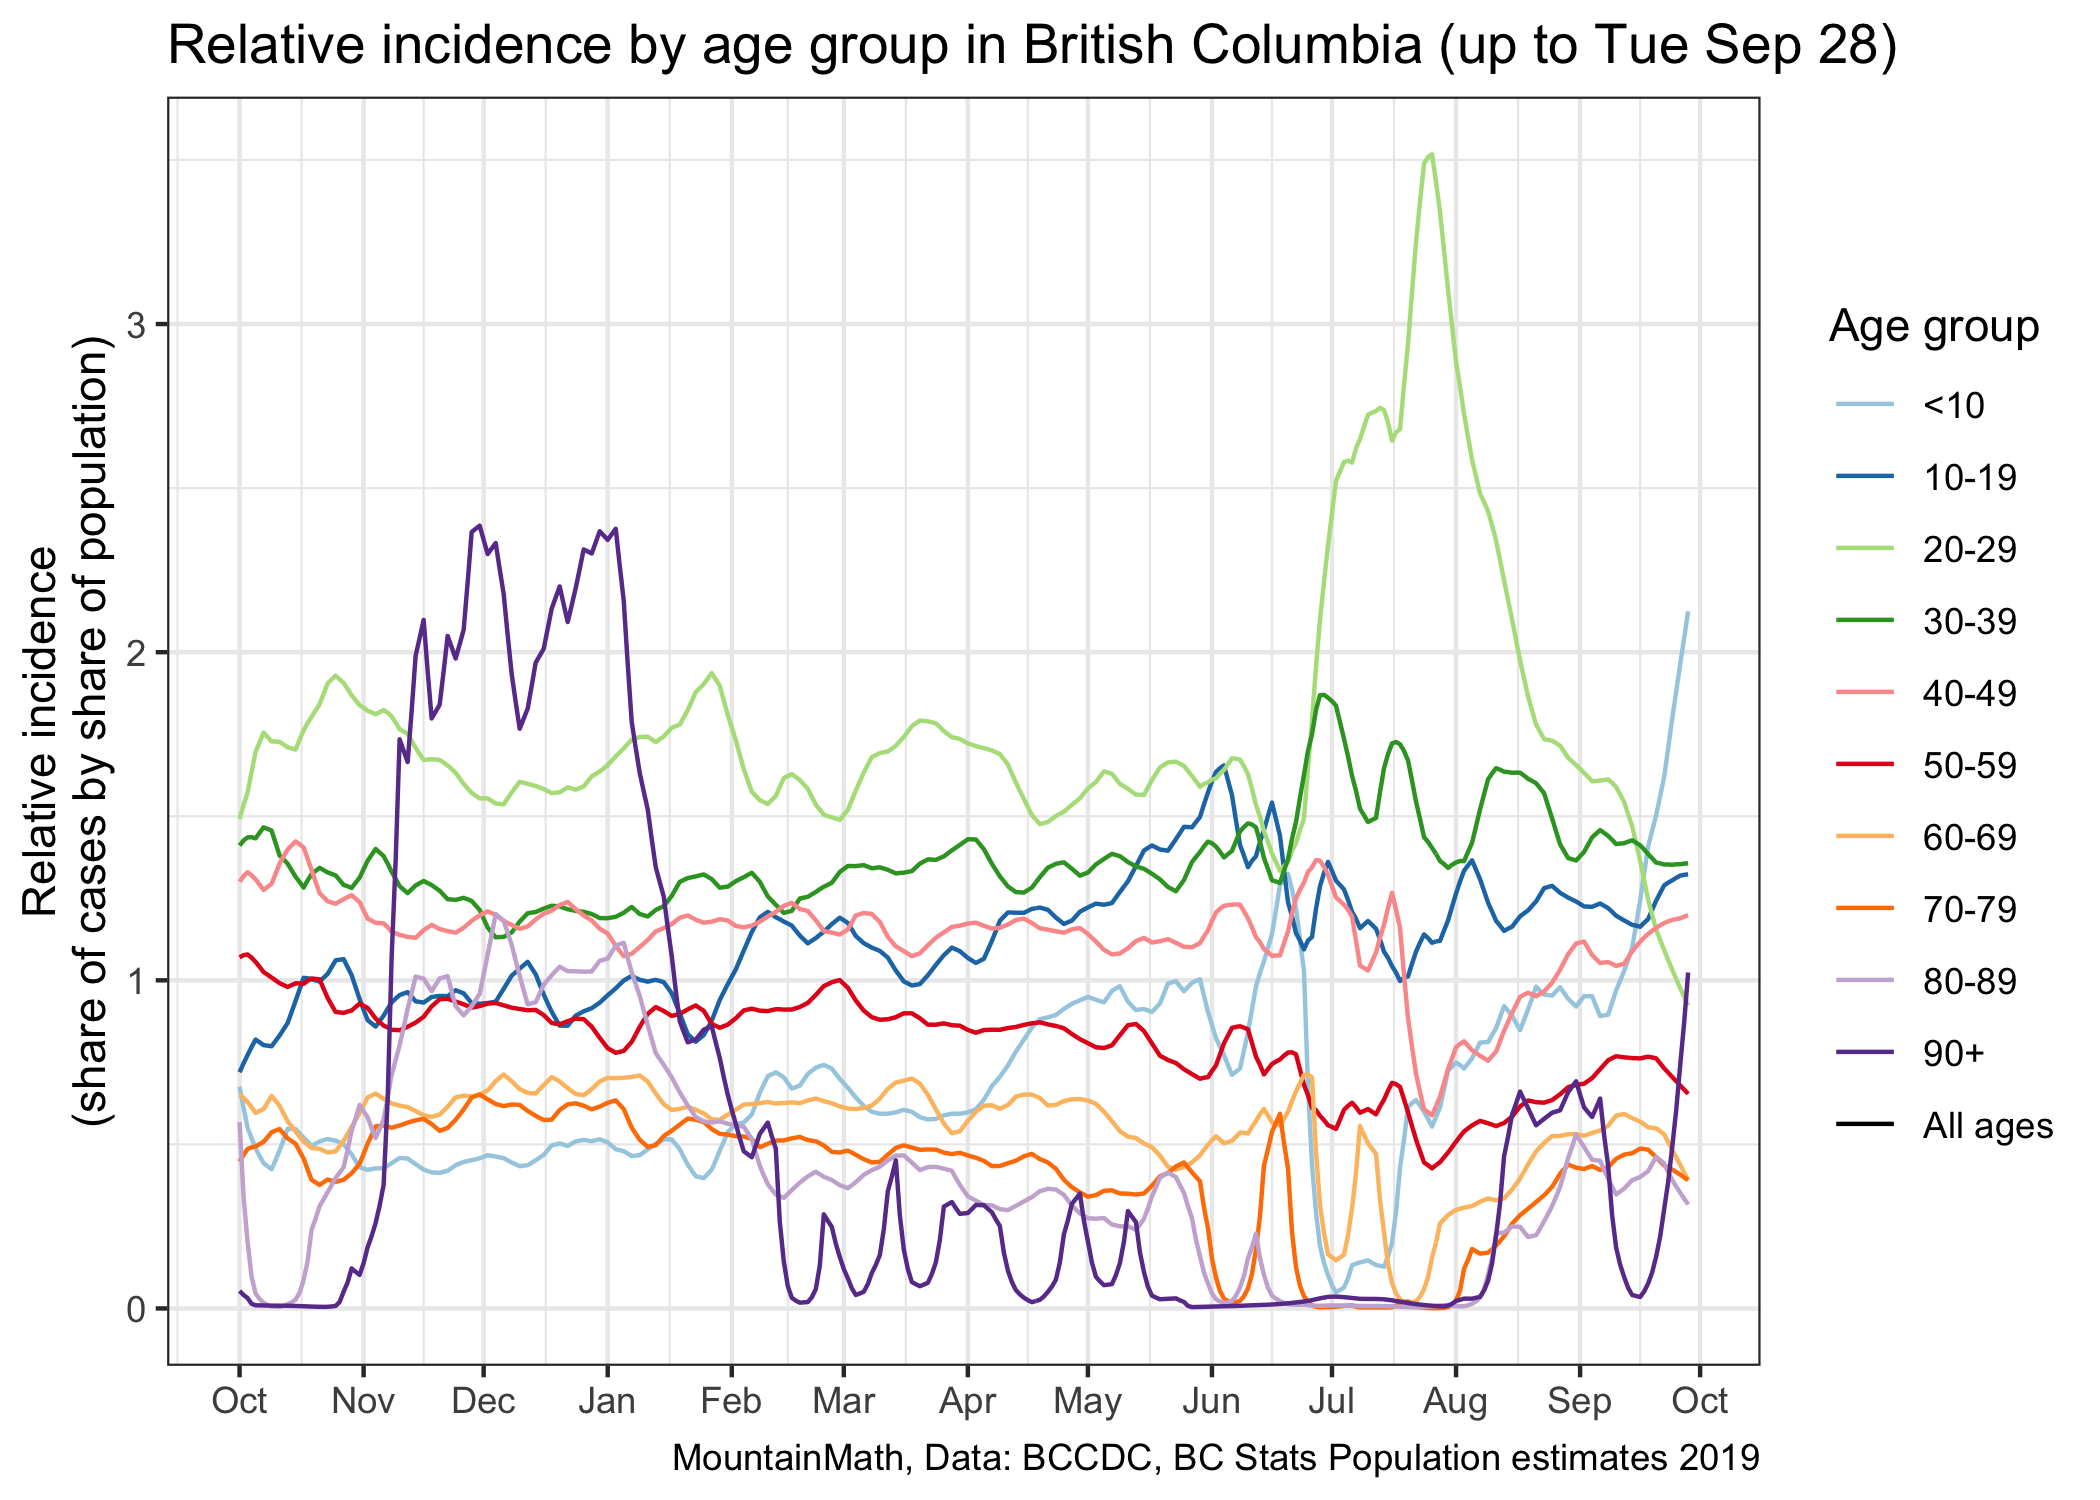 Relative incidence by age group in British Columbia (up to Tue Sep 28)
Relative incidence
(share of cases by share of population)
3
2
1
0
Oct Nov Dec Jan Feb Mar Apr May Jun Jul Aug Sep Oct
Age group
<10
10-19
20-29
30-39
40-49
50-59
60-69
70-79
80-89
90+
All ages
MountainMath, Data: BCCDC, BC Stats Population estimates 2019